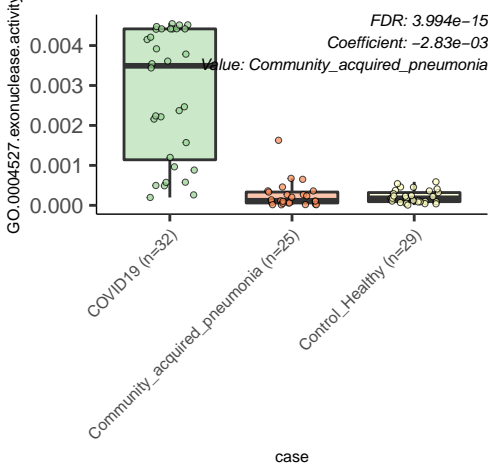 FDR: 3.994e−15
Coefficient: −2.83e−03
Value: Community_acquired_pneumonia
GO.0004527.exonuclease.activity
0.004
0.003
0.002
0.001
0.000
COVID19 (n=32)
Community_acquired_pneumonia (n=25)
Control_Healthy (n=29)
case